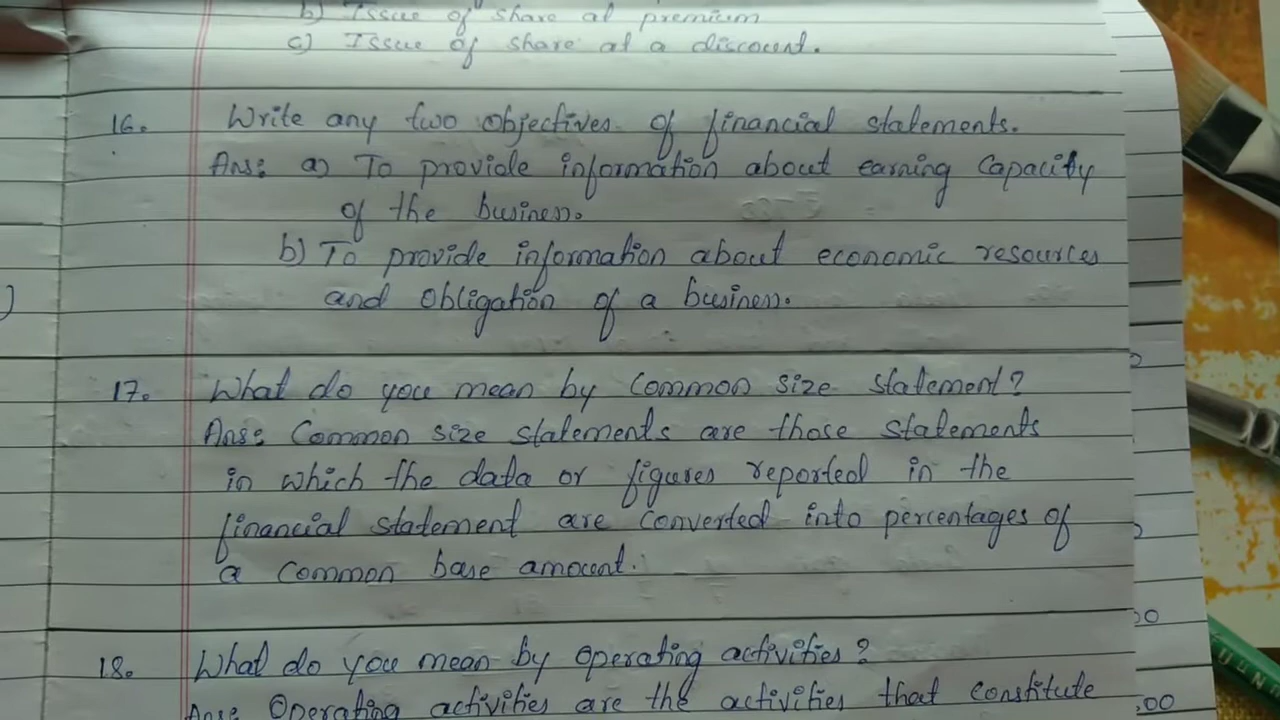 b) Issue of share at premium
c) Issue of share at a discount.
16. Write any two objectives of financial statements.
Ans: a) To provide information about earning capacity
of the business.
b) To provide information about economic resources
and obligation of a business.
17. What do you mean by common size statement?
Ans: Common size statements are those statements
in which the data or figures reported in the
financial statement are converted into percentages of
a common base amount.
18. What do you mean by operating activities?
Ans: Operating activities are the activities that constitute